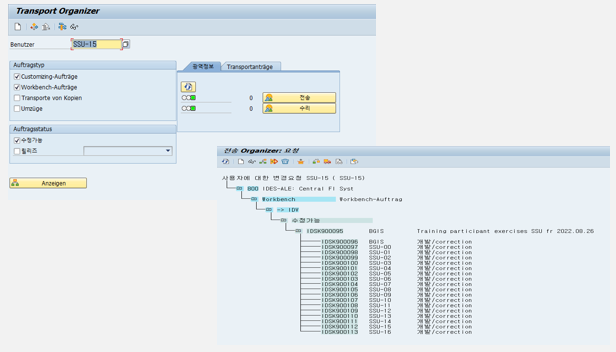 Transport Organizer
Benutzer SSU-15
Auftragstyp
Customizing-Aufträge
Workbench-Aufträge
Transporte von Kopien
Umzüge
Auftragsstatus
수정가능
릴리즈
Anzeigen
광역정보 Transportanträge
0 전송
0 수리
전송 Organizer: 요청
사용자에 대한 변경요청 SSU-15 ( SSU-15)
800 IDES-ALE: Central FI Syst
Workbench Workbench-Auftrag
=> IDV
수정가능
IDSK900095 BGIS Training participant exercises SSU fr 2022.08.26
IDSK900096 BGIS 개발/correction
IDSK900097 SSU-00 개발/correction
IDSK900098 SSU-01 개발/correction
IDSK900099 SSU-02 개발/correction
IDSK900100 SSU-03 개발/correction
IDSK900101 SSU-04 개발/correction
IDSK900102 SSU-05 개발/correction
IDSK900103 SSU-06 개발/correction
IDSK900104 SSU-07 개발/correction
IDSK900105 SSU-08 개발/correction
IDSK900106 SSU-09 개발/correction
IDSK900107 SSU-10 개발/correction
IDSK900108 SSU-11 개발/correction
IDSK900109 SSU-12 개발/correction
IDSK900110 SSU-13 개발/correction
IDSK900111 SSU-14 개발/correction
IDSK900112 SSU-15 개발/correction
IDSK900113 SSU-16 개발/correction